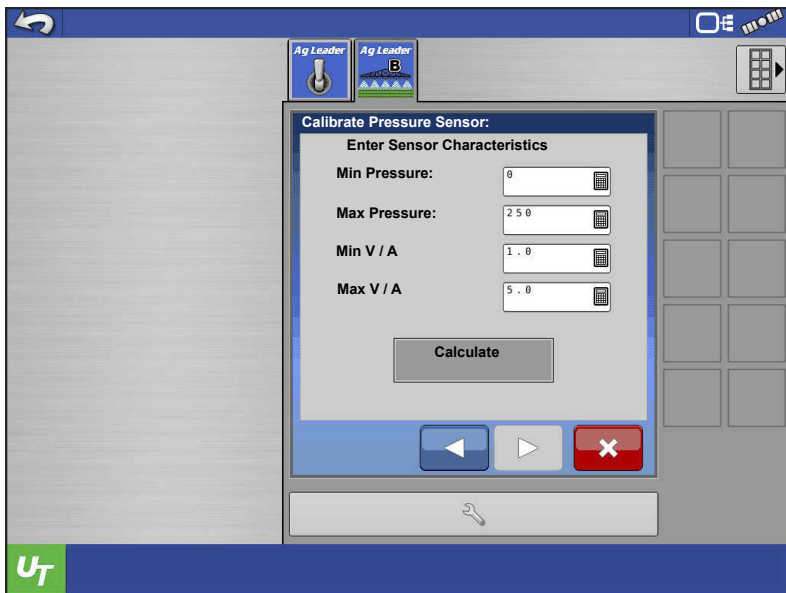 Ag Leader
Ag Leader
B
Calibrate Pressure Sensor:
Enter Sensor Characteristics
Min Pressure:
0
Max Pressure:
250
Min V / A
1.0
Max V / A
5.0
Calculate
UT